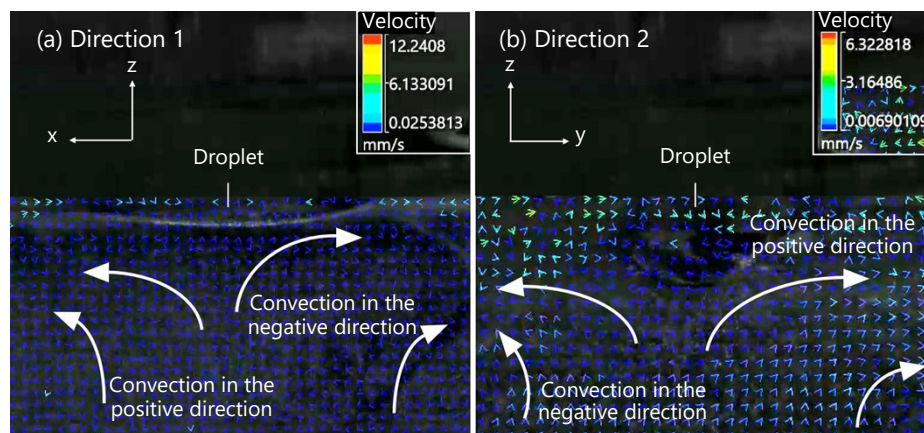 (a) Direction 1
z
x
Velocity
12.2408
6.133091
0.0253813
mm/s
Droplet
Convection in the
negative direction
Convection in the
positive direction
(b) Direction 2
z
y
Velocity
6.322818
3.16486
0.00690109
mm/s
Droplet
Convection in the
positive direction
Convection in the
negative direction